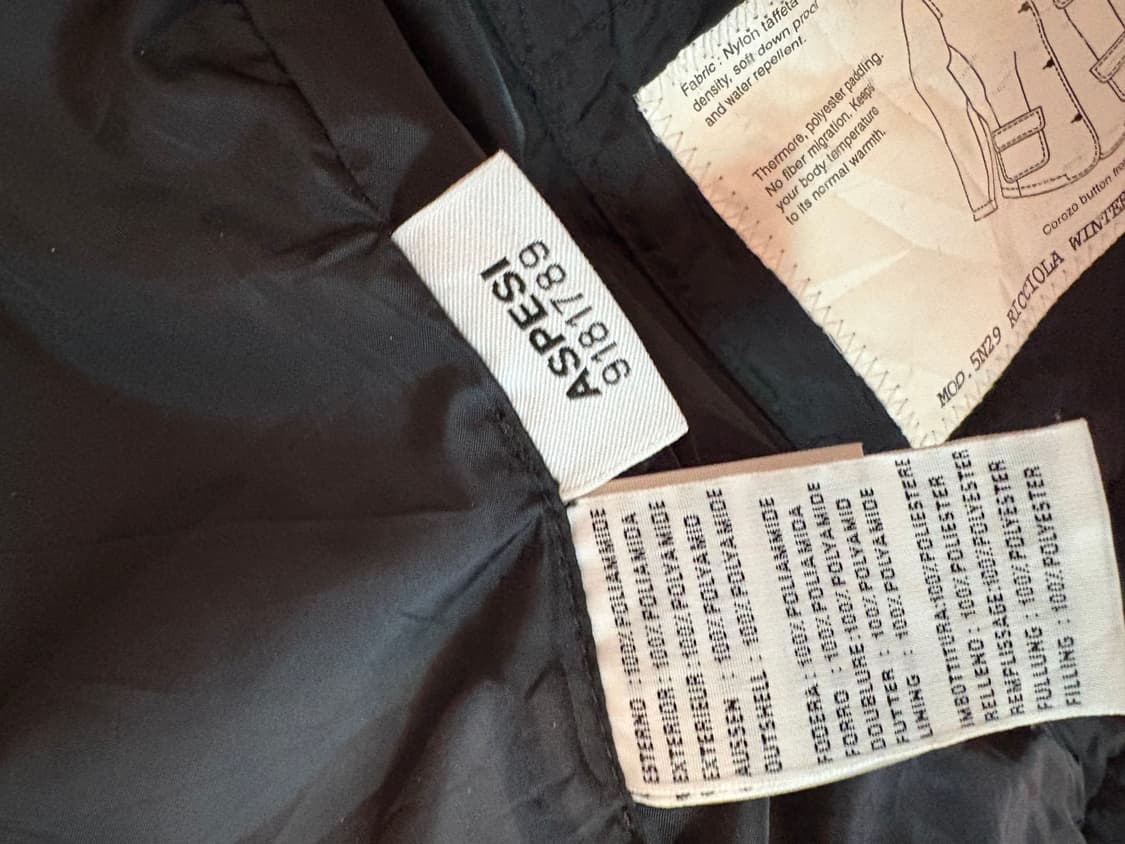 Fabric : Nylon taffeta
density, soft down proof
and water repellent.
Thermore, polyester padding.
No fiber migration. Keeps
your body temperature
to its normal warmth.
Corozo button
MOD. 5N29 RICCIOLA WINTER
ASPESI
9181789
ESTERNO :100% POLIAMMIDE
EXTERIOR: 100% POLIAMIDA
EXTERIEUR:100% POLYAMIDE
AUSSEN : 100% POLYAMID
OUTSHELL : 100% POLYAMIDE
FODERA : 100% POLIAMMIDE
FORRO : 100% POLIAMIDA
DOUBLURE:100% POLYAMIDE
FUTTER : 100% POLYAMID
LINING : 100% POLYAMIDE
IMBOTTITURA:100%POLIESTERE
RELLENO: 100% POLIESTER
REMPLISSAGE:100%POLYESTER
FULLUNG : 100% POLYESTER
FILLING : 100% POLYESTER